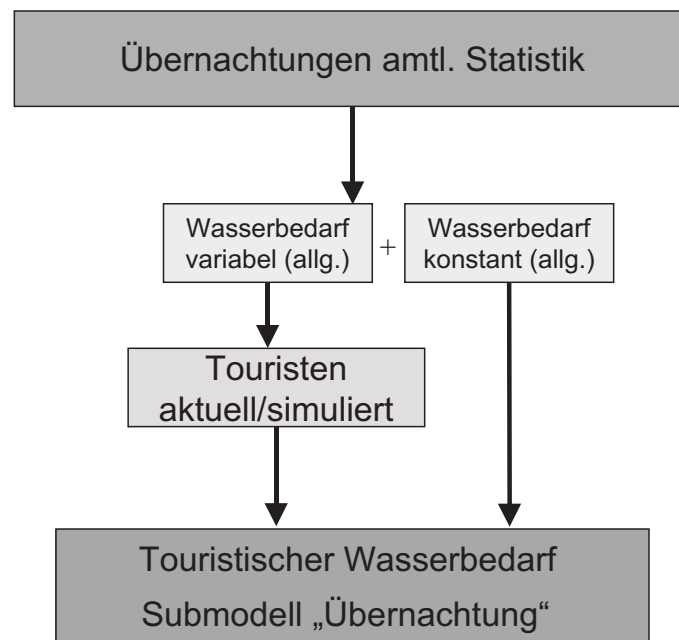 Übernachtungen amtl. Statistik
Wasserbedarf
variabel (allg.)
+
Wasserbedarf
konstant (allg.)
Touristen
aktuell/simuliert
Touristischer Wasserbedarf
Submodell „Übernachtung“